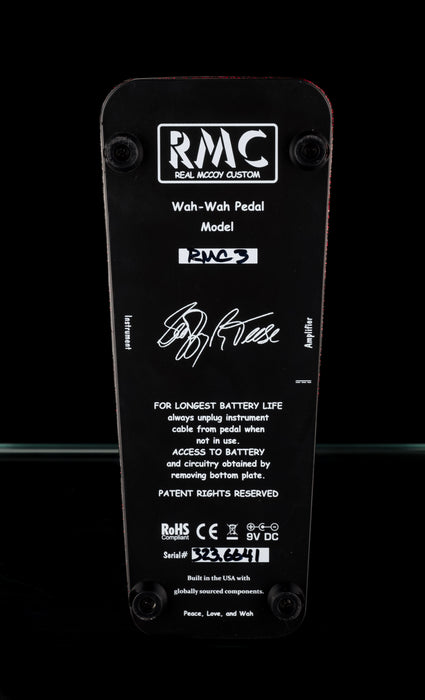 RMC
REAL MCCOY CUSTOM
Wah-Wah Pedal
Model
RMC 3
Instrument
Amplifier
FOR LONGEST BATTERY LIFE
always unplug instrument
cable from pedal when
not in use.
ACCESS TO BATTERY
and circuitry obtained by
removing bottom plate.
PATENT RIGHTS RESERVED
RoHS
Compliant
CE
9V DC
Serial# 323.6641
Built in the USA with
globally sourced components.
Peace, Love, and Wah